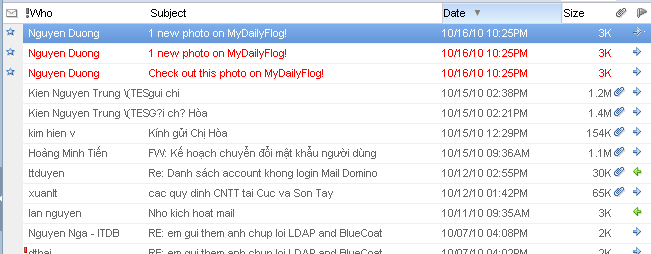 !Who Subject Date Size
Nguyen Duong 1 new photo on MyDailyFlog! 10/16/10 10:25PM 3K
Nguyen Duong 1 new photo on MyDailyFlog! 10/16/10 10:25PM 3K
Nguyen Duong Check out this photo on MyDailyFlog! 10/16/10 10:25PM 3K
Kien Nguyen Trung \(TES gui chi 10/15/10 02:38PM 1.2M
Kien Nguyen Trung \(TES G?i ch? Hòa 10/15/10 02:21PM 1.4M
kim hien v Kính gửi Chị Hòa 10/15/10 12:29PM 154K
Hoàng Minh Tiến FW: Kế hoạch chuyển đổi mật khẩu người dùng 10/15/10 09:36AM 1.1M
ttduyen Re: Danh sách account khong login Mail Domino 10/12/10 02:55PM 30K
xuanlt cac quy dinh CNTT tai Cuc va Son Tay 10/12/10 01:42PM 65K
lan nguyen Nho kich hoat mail 10/11/10 09:35AM 3K
Nguyen Nga - ITDB RE: em gui them anh chup loi LDAP and BlueCoat 10/07/10 04:08PM 2K
! dthai RE: em gui them anh chup loi LDAP and BlueCoat 10/07/10 04:02PM 2K